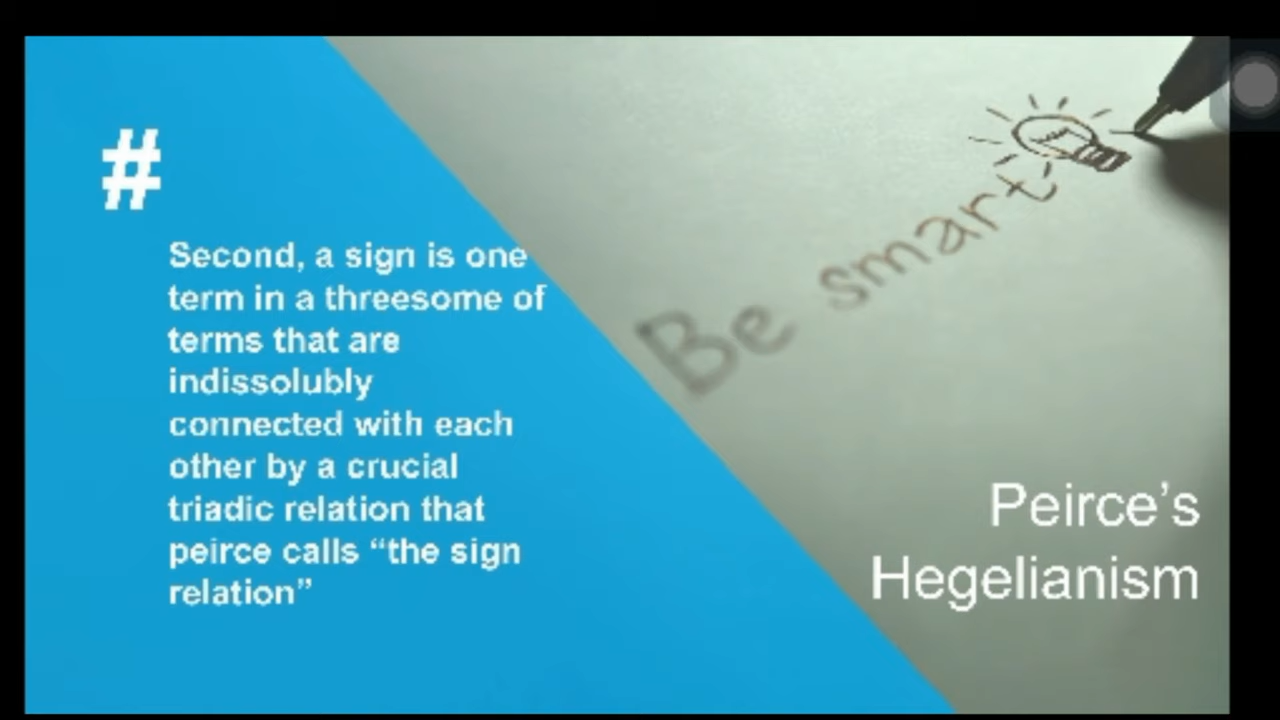 #
Second, a sign is one
term in a threesome of
terms that are
indissolubly
connected with each
other by a crucial
triadic relation that
peirce calls “the sign
relation”
Be smart
Peirce’s
Hegelianism